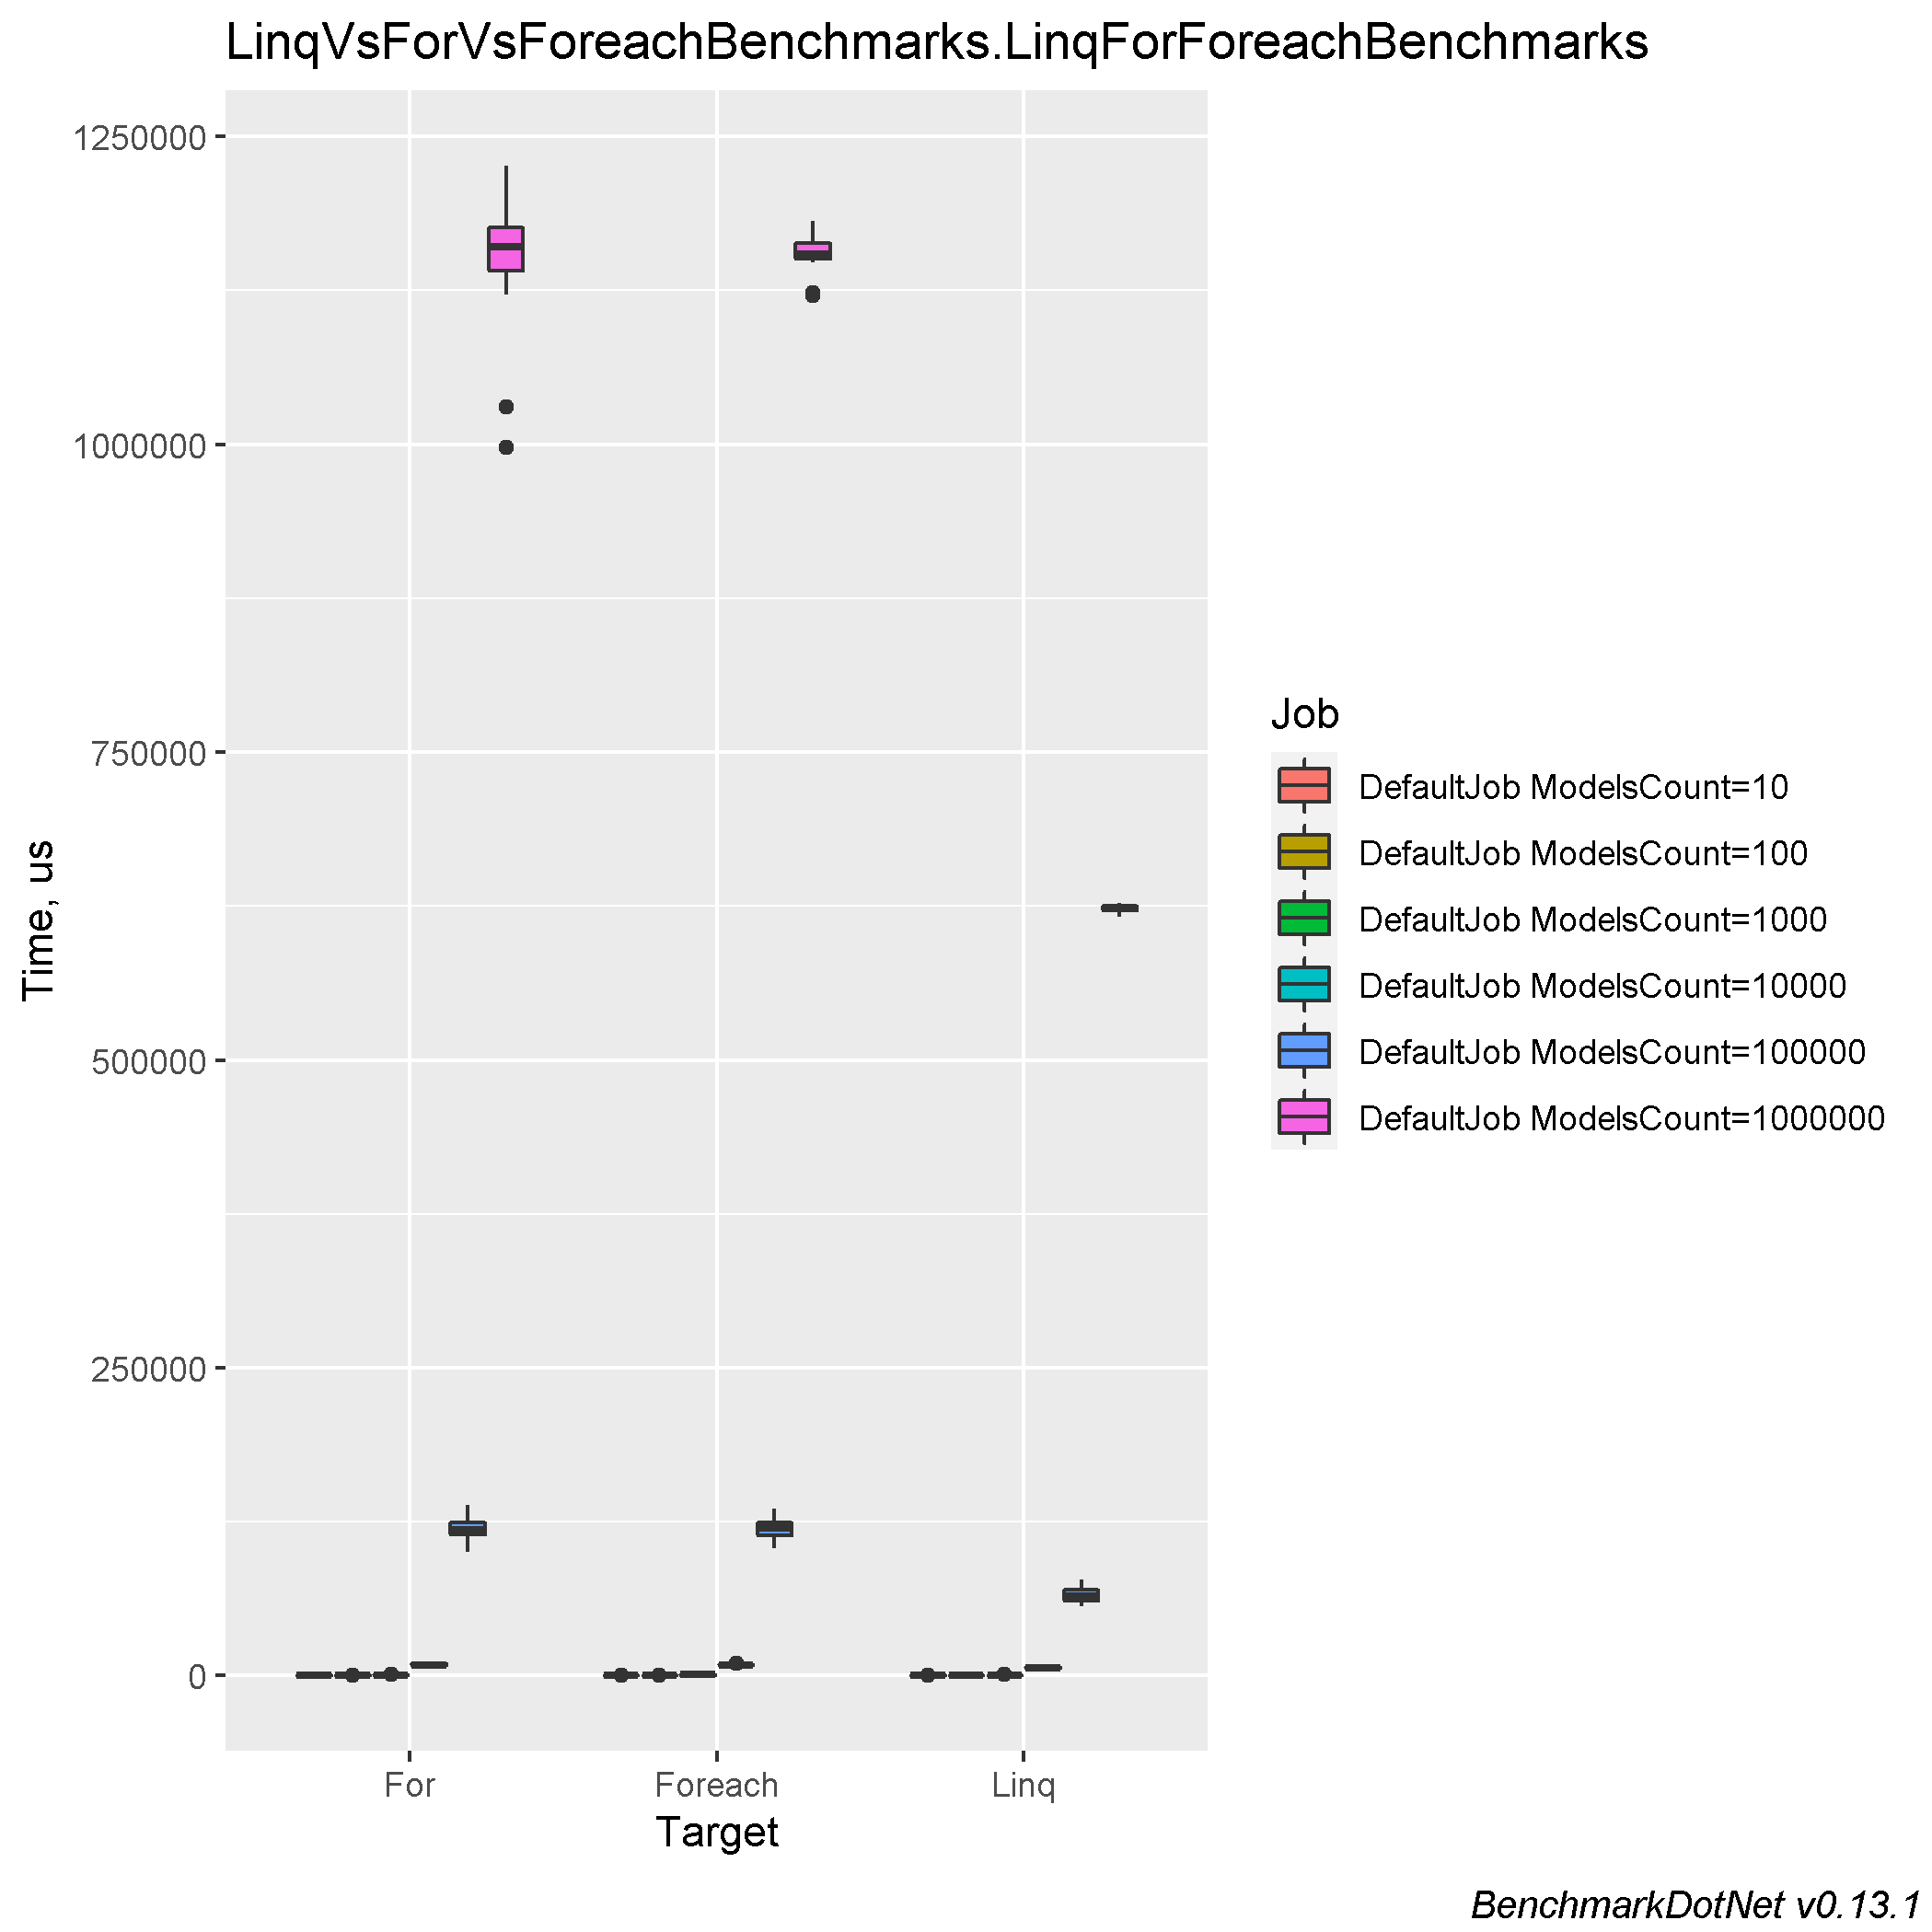 LinqVsForVsForeachBenchmarks.LinqForForeachBenchmarks
1250000
1000000
750000
500000
250000
0
Time, us
For
Foreach
Linq
Target
Job
DefaultJob ModelsCount=10
DefaultJob ModelsCount=100
DefaultJob ModelsCount=1000
DefaultJob ModelsCount=10000
DefaultJob ModelsCount=100000
DefaultJob ModelsCount=1000000
BenchmarkDotNet v0.13.1